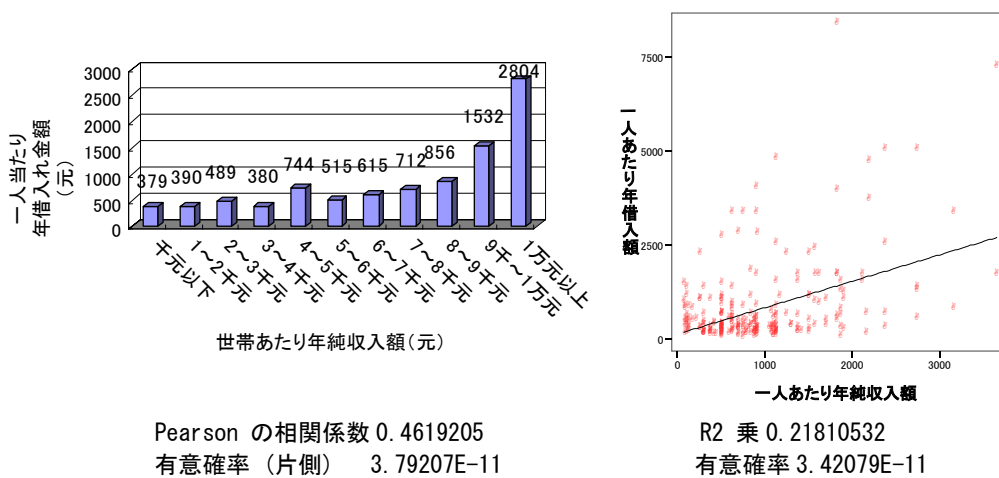 一人当たり
年借入れ金額
(元)
3000
2500
2000
1500
1000
500
0
379 390 489 380 744 515 615 712 856 1532 2804
千元以下
1～2千元
2～3千元
3～4千元
4～5千元
5～6千元
6～7千元
7～8千元
8～9千元
9千～1万元
1万元以上
世帯あたり年純収入額(元)
Pearson の相関係数 0.4619205
有意確率 (片側) 3.79207E-11
一人あたり年借入額
7500
5000
2500
0
0 1000 2000 3000
一人あたり年純収入額
R2 乗 0.21810532
有意確率 3.42079E-11